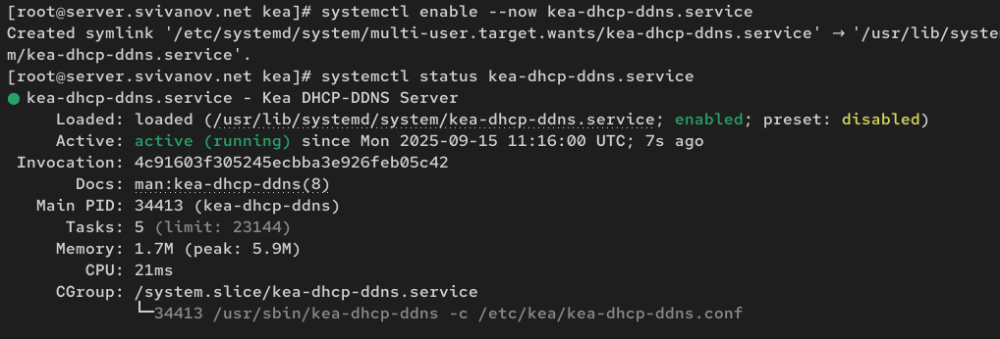 [root@server.svivanov.net kea]# systemctl enable --now kea-dhcp-ddns.service
Created symlink '/etc/systemd/system/multi-user.target.wants/kea-dhcp-ddns.service' → '/usr/lib/syste
m/kea-dhcp-ddns.service'.
[root@server.svivanov.net kea]# systemctl status kea-dhcp-ddns.service
● kea-dhcp-ddns.service - Kea DHCP-DDNS Server
Loaded: loaded (/usr/lib/systemd/system/kea-dhcp-ddns.service; enabled; preset: disabled)
Active: active (running) since Mon 2025-09-15 11:16:00 UTC; 7s ago
Invocation: 4c91603f305245ecbba3e926feb05c42
Docs: man:kea-dhcp-ddns(8)
Main PID: 34413 (kea-dhcp-ddns)
Tasks: 5 (limit: 23144)
Memory: 1.7M (peak: 5.9M)
CPU: 21ms
CGroup: /system.slice/kea-dhcp-ddns.service
└─34413 /usr/sbin/kea-dhcp-ddns -c /etc/kea/kea-dhcp-ddns.conf